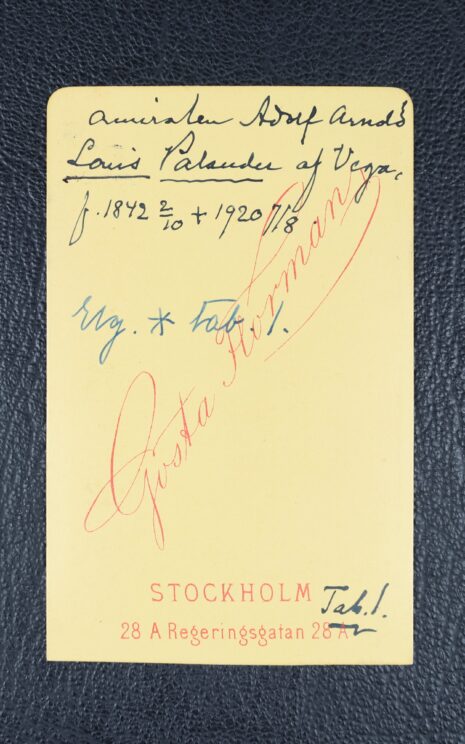 amiralen Adolf Arnold
Louis Palander af Vega,
f. 1842 2/10 + 1920 7/8.
Elg. * tab. 1.
Gösta Florman
STOCKHOLM
Tab. 1.
28 A Regeringsgatan 28 A